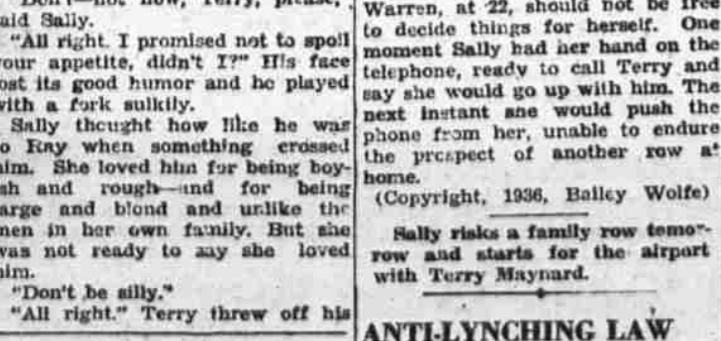 said Sally.
"All right. I promised not to spoil
your appetite, didn't I?" His face
lost its good humor and he played
with a fork sulkily.
Sally thought how like he was
to Ray when something crossed
him. She loved him for being boy-
ish and rough—and for being
large and blond and unlike the
men in her own family. But she
was not ready to say she loved
him.
"Don't be silly."
"All right." Terry threw off his
Warren, at 22, should not be free
to decide things for herself. One
moment Sally had her hand on the
telephone, ready to call Terry and
say she would go up with him. The
next instant she would push the
phone from her, unable to endure
the prospect of another row at
home.
(Copyright, 1936, Bailey Wolfe)
Sally risks a family row tomor-
row and starts for the airport
with Terry Maynard.
ANTI-LYNCHING LAW